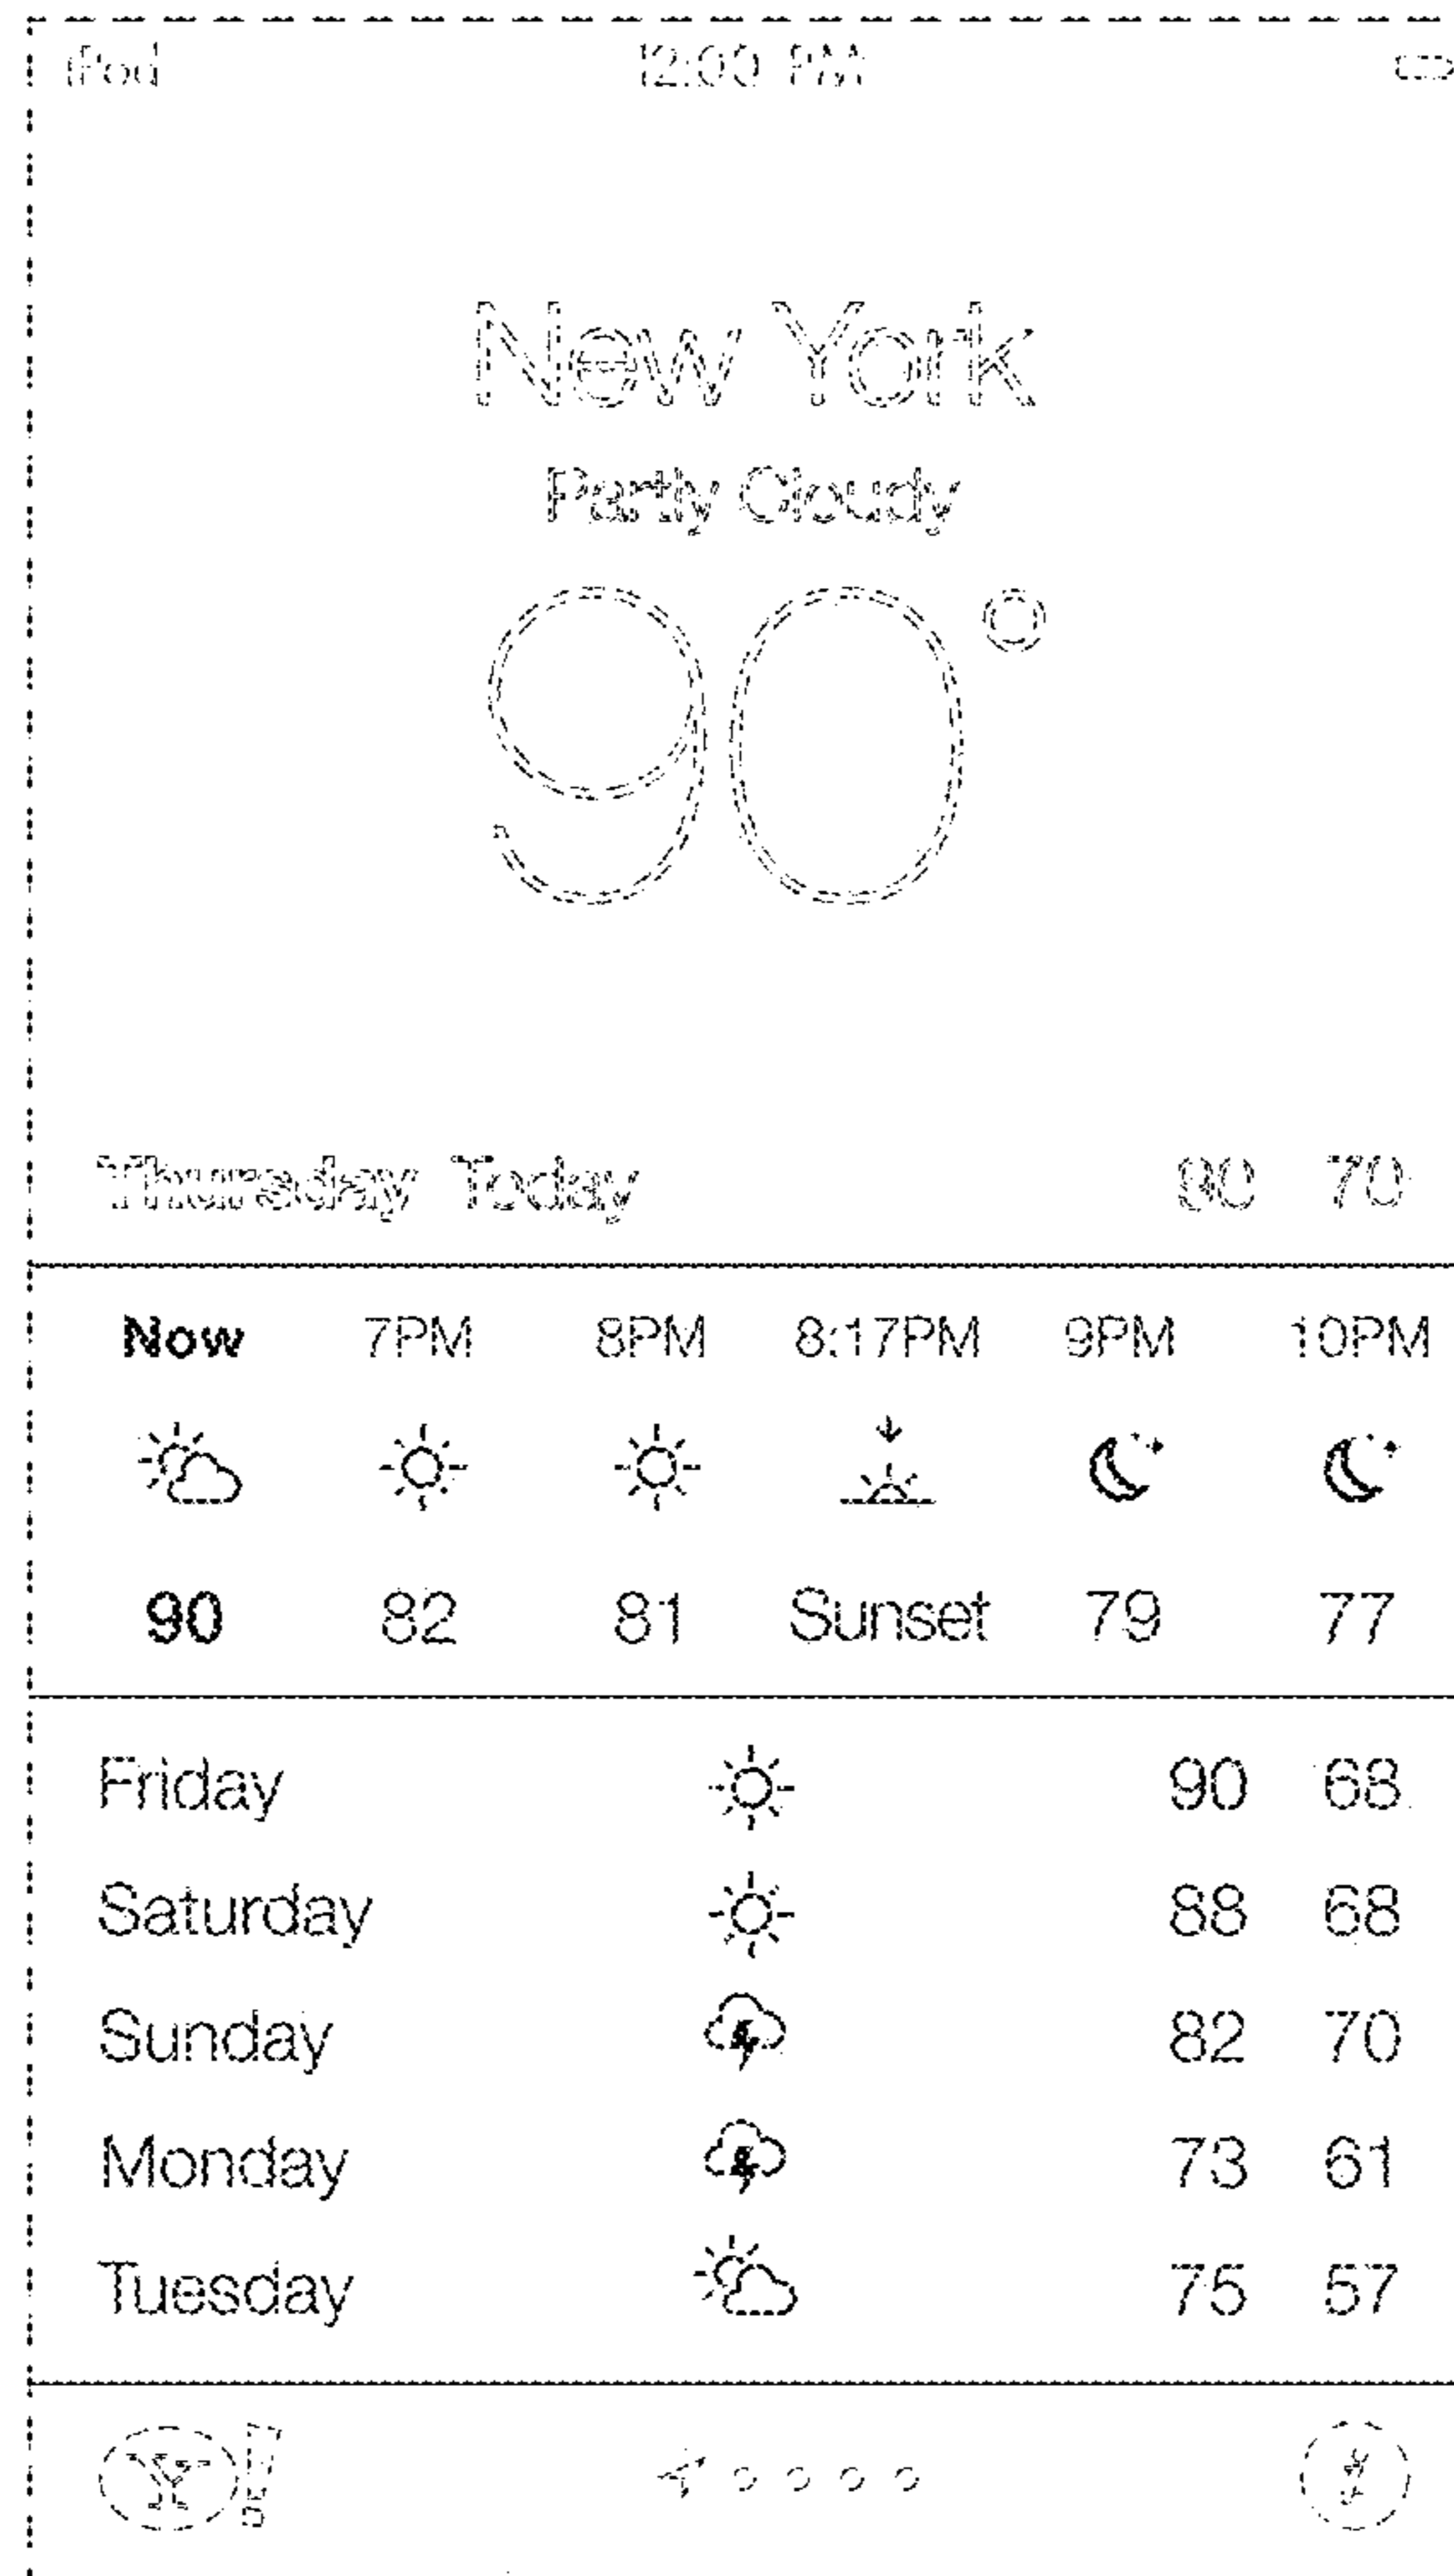 iPod 12:00 PM
New York
Partly Cloudy
90°
Thursday Today 90 70
Now 7PM 8PM 8:17PM 9PM 10PM
90 82 81 Sunset 79 77
Friday 90 68
Saturday 88 68
Sunday 82 70
Monday 73 61
Tuesday 75 57
Y!